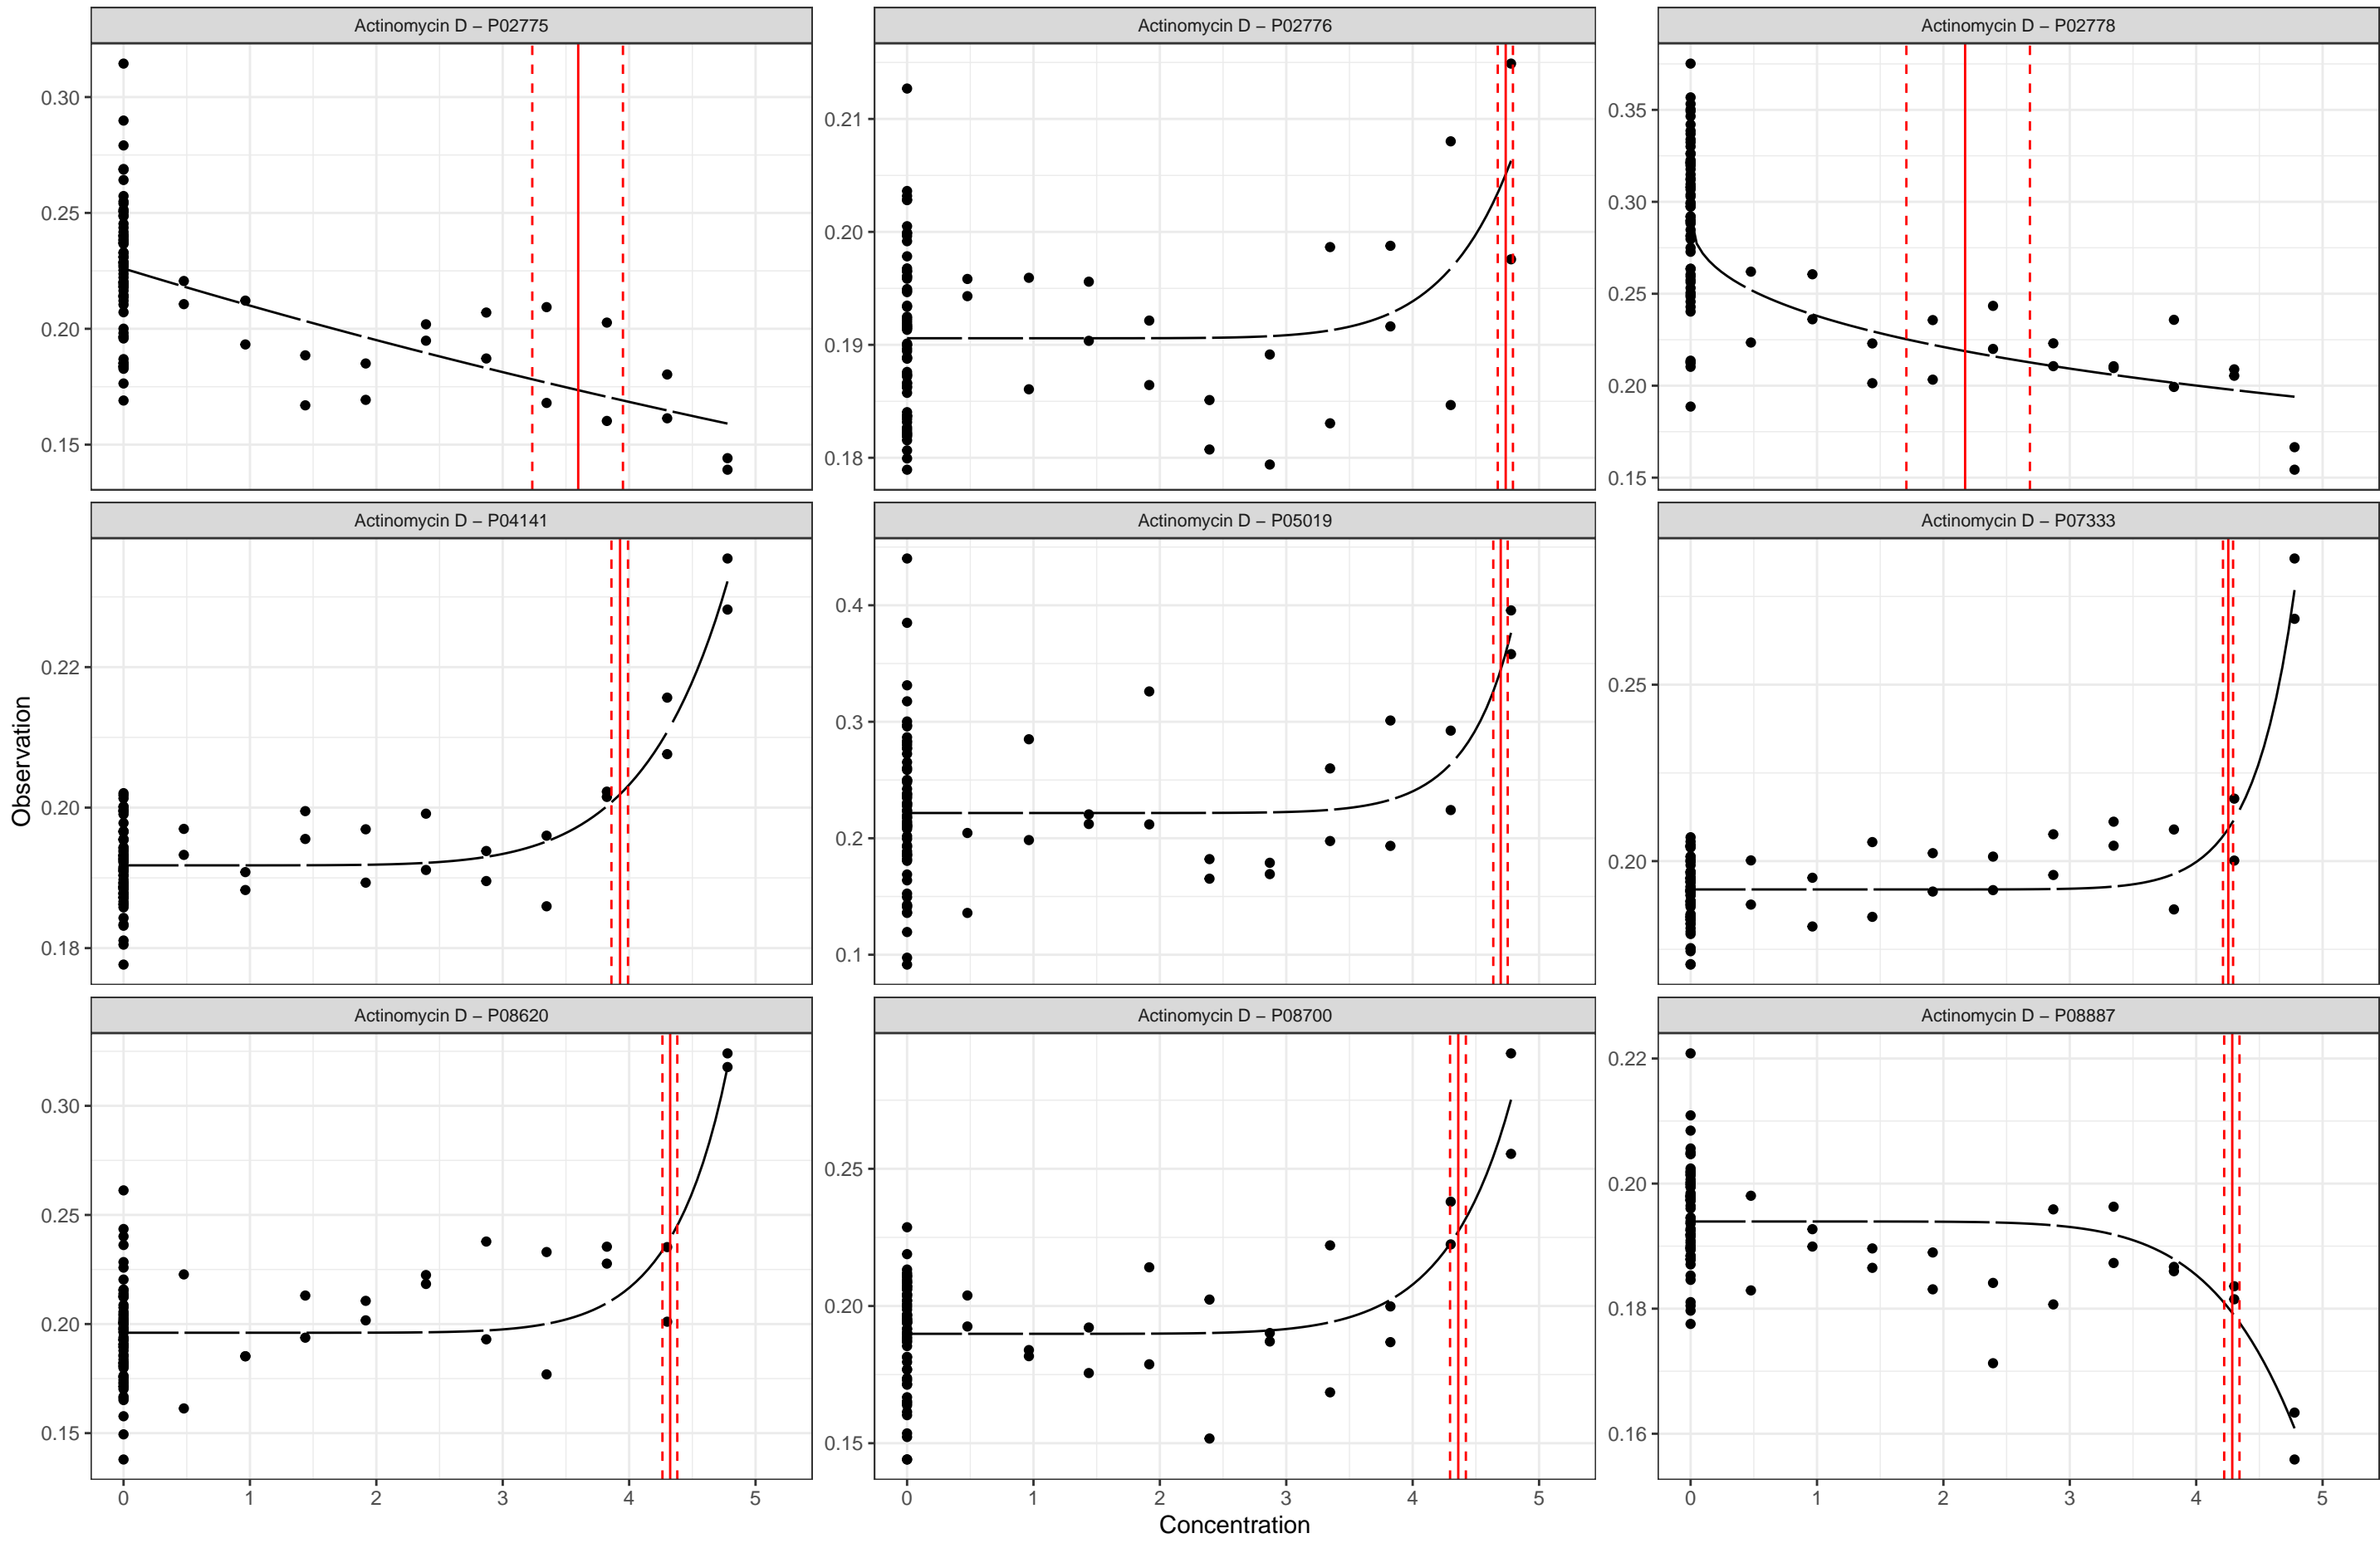 Actinomycin D – P02775
Actinomycin D – P02776
Actinomycin D – P02778
0.30
0.25
0.20
0.15
0.21
0.20
0.19
0.18
0.35
0.30
0.25
0.20
0.15
Actinomycin D – P04141
Actinomycin D – P05019
Actinomycin D – P07333
0.22
0.20
0.18
0.4
0.3
0.2
0.1
0.25
0.20
Observation
Actinomycin D – P08620
Actinomycin D – P08700
Actinomycin D – P08887
0.30
0.25
0.20
0.15
0.25
0.20
0.15
0.22
0.20
0.18
0.16
0 1 2 3 4 5
0 1 2 3 4 5
0 1 2 3 4 5
Concentration